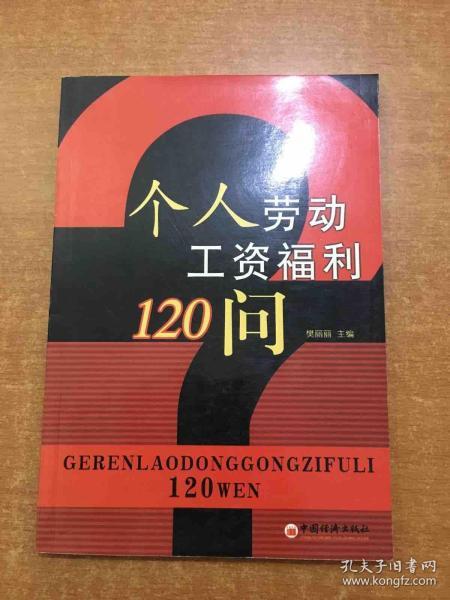 个人劳动
工资福利
120问
樊丽丽 主编
GERENLAODONGGONGZIFULI
120WEN
中国经济出版社
孔夫子旧书网
www.kongfz.com